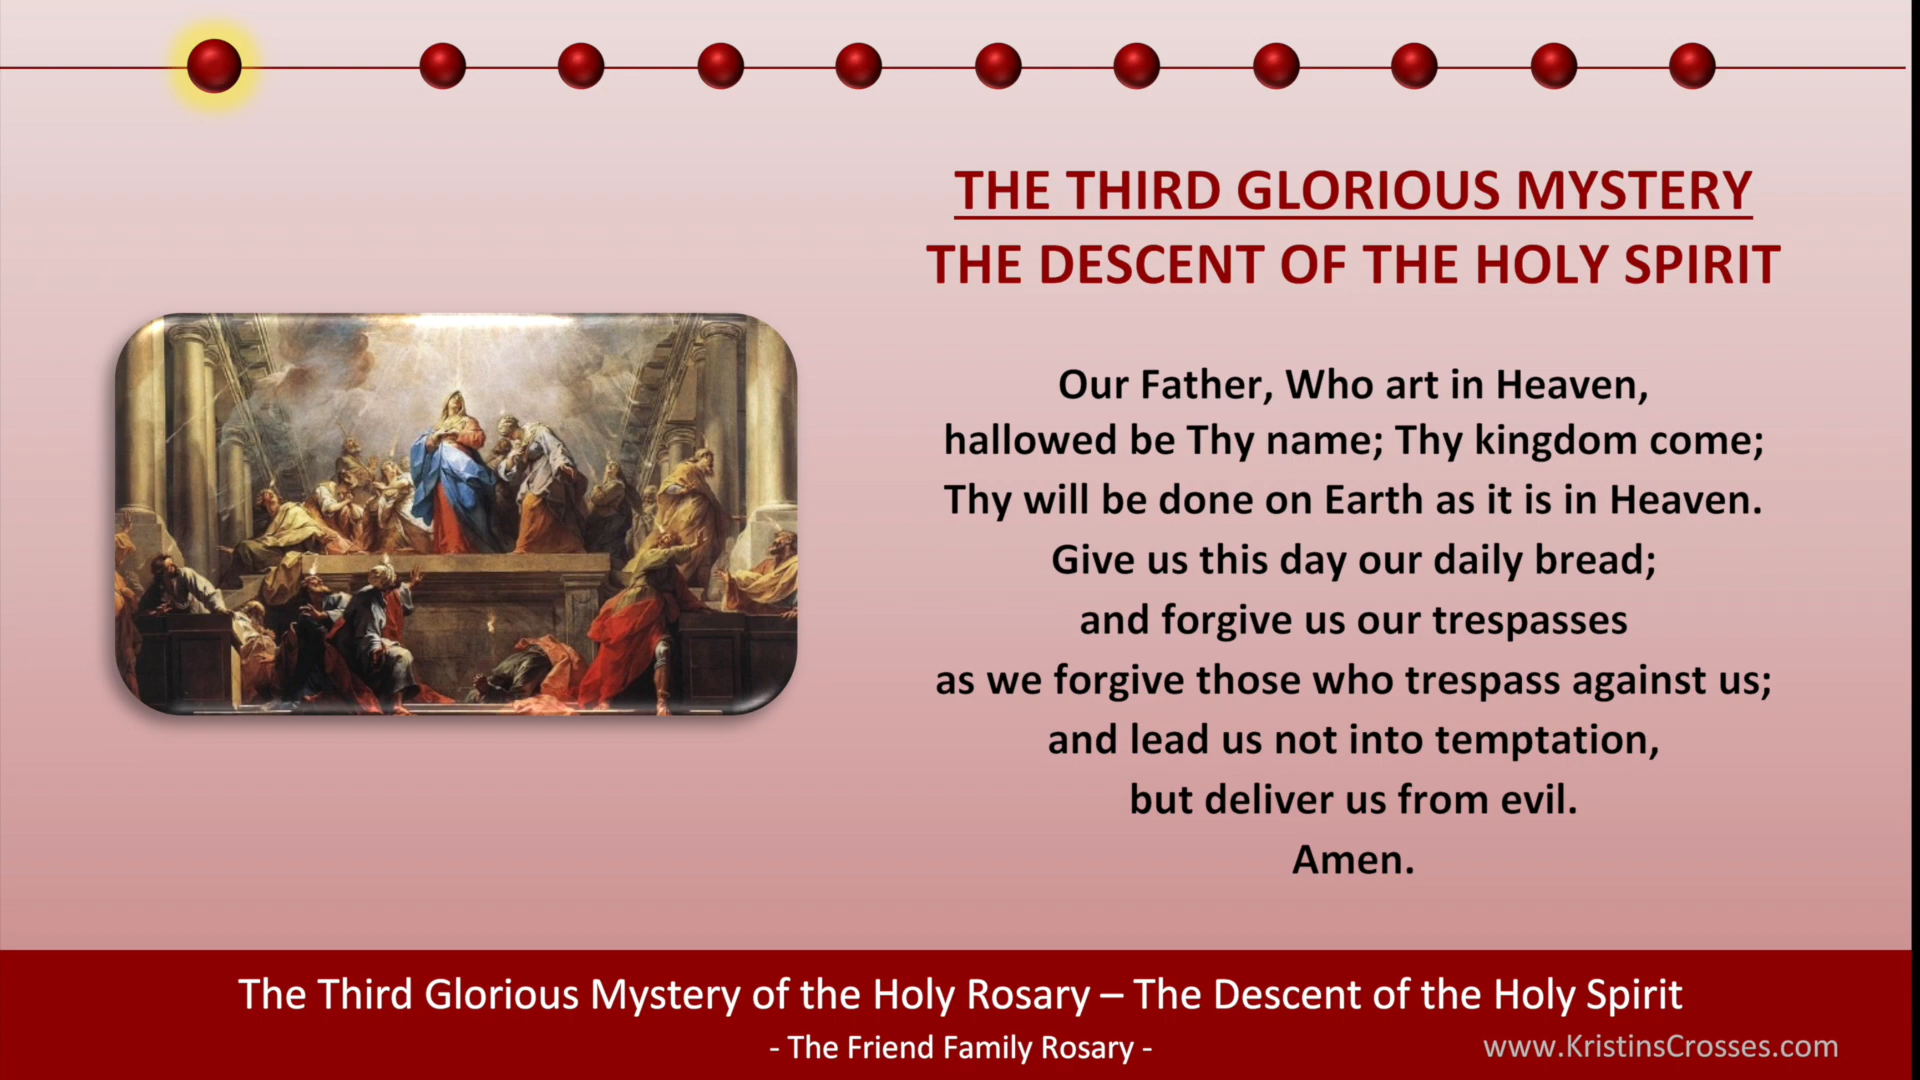 THE THIRD GLORIOUS MYSTERY
THE DESCENT OF THE HOLY SPIRIT
Our Father, Who art in Heaven,
hallowed be Thy name; Thy kingdom come;
Thy will be done on Earth as it is in Heaven.
Give us this day our daily bread;
and forgive us our trespasses
as we forgive those who trespass against us;
and lead us not into temptation,
but deliver us from evil.
Amen.
The Third Glorious Mystery of the Holy Rosary – The Descent of the Holy Spirit
- The Friend Family Rosary -
www.KristinsCrosses.com